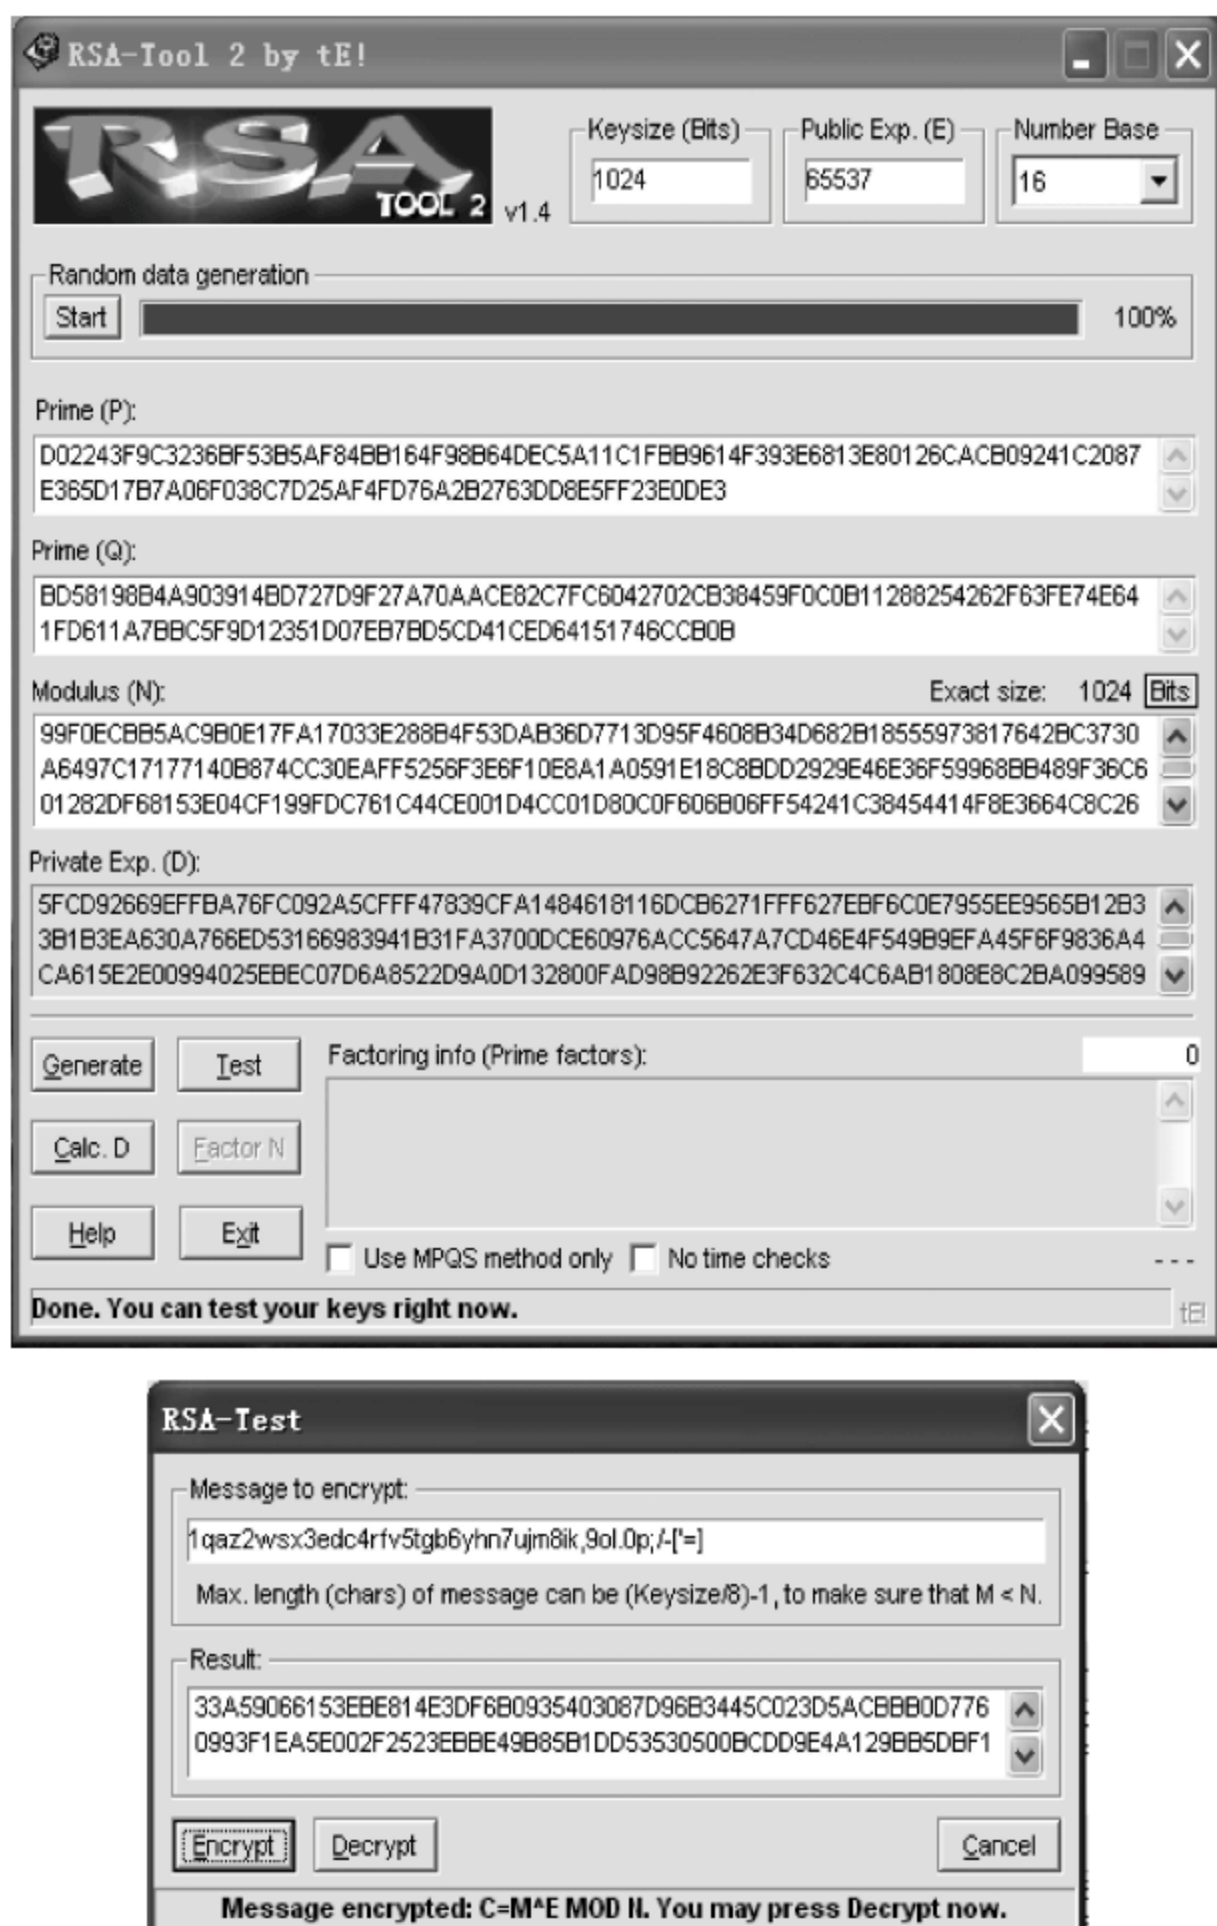 RSA-Tool 2 by tE!
RSA
TOOL 2
v1.4
Keysize (Bits)
1024
Public Exp. (E)
65537
Number Base
16
Random data generation
Start
100%
Prime (P):
D02243F9C3236BF53B5AF84BB164F98B64DEC5A11C1FBB9614F393E6813E80126CACB09241C2087
E365D17B7A06F038C7D25AF4FD76A2B2763DD8E5FF23E0DE3
Prime (Q):
BD58198B4A903914BD727D9F27A70AACE82C7FC6042702CB38459F0C0B11288254262F63FE74E64
1FD611A7BBC5F9D12351D07EB7BD5CD41CED64151746CCB0B
Modulus (N):
Exact size: 1024 Bits
99F0ECBB5AC9B0E17FA17033E288B4F53DAB36D7713D95F4608B34D682B18555973817642BC3730
A6497C17177140B874CC30EAFF5256F3E6F10E8A1A0591E18C8BDD2929E46E36F59968BB489F36C6
01282DF68153E04CF199FDC761C44CE001D4CC01D80C0F606B06FF54241C38454414F8E3664C8C26
Private Exp. (D):
5FCD92669EFFBA76FC092A5CFFF47839CFA1484618116DCB6271FFF627EBF6C0E7955EE9565B12B3
3B1B3EA630A766ED53166983941B31FA3700DCE60976ACC5647A7CD46E4F549B9EFA45F6F9836A4
CA615E2E00994025EBEC07D6A8522D9A0D132800FAD98B92262E3F632C4C6AB1808E8C2BA099589
Generate
Test
Factoring info (Prime factors):
0
Calc. D
Factor N
Help
Exit
Use MPQS method only
No time checks
---
Done. You can test your keys right now.
tE!
RSA-Test
Message to encrypt:
1qaz2wsx3edc4rfv5tgb6yhn7ujm8ik,9ol.0p;/-['=]
Max. length (chars) of message can be (Keysize/8)-1, to make sure that M < N.
Result:
33A59066153EBE814E3DF6B0935403087D96B3445C023D5ACBBB0D776
0993F1EA5E002F2523EBBE49B85B1DD53530500BCDD9E4A129BB5DBF1
Encrypt
Decrypt
Cancel
Message encrypted: C=M^E MOD N. You may press Decrypt now.